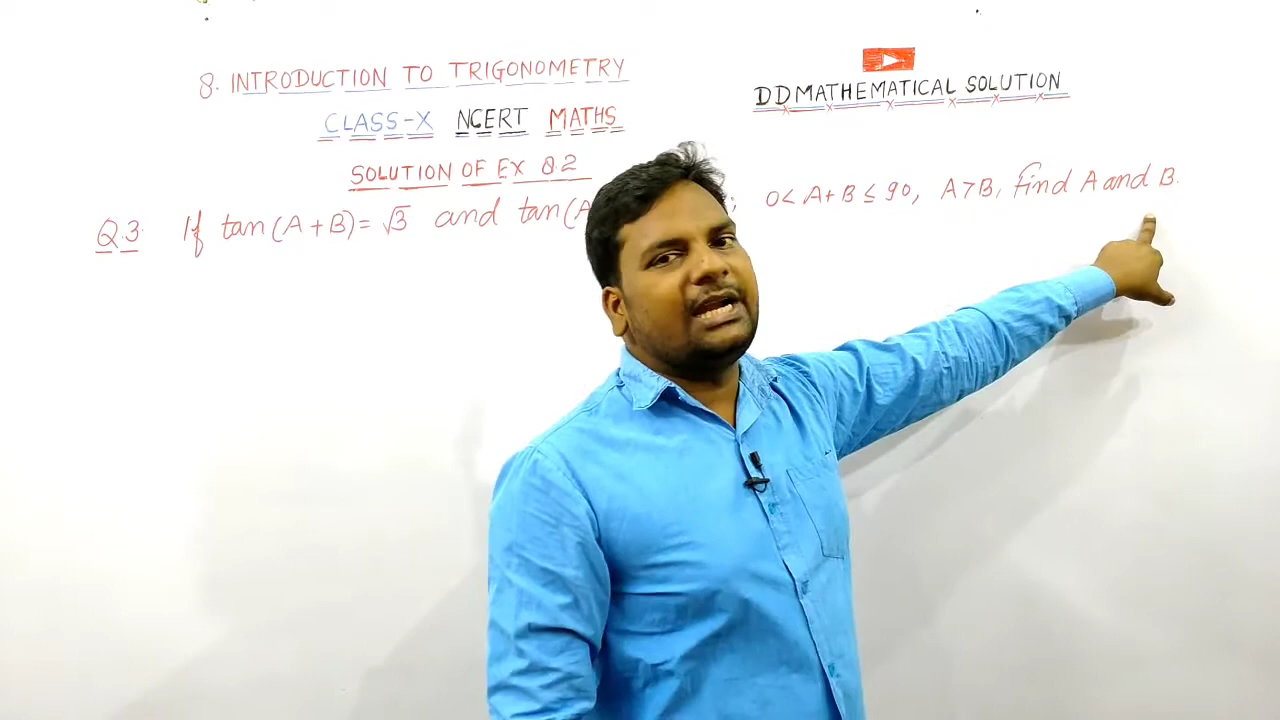 8. INTRODUCTION TO TRIGONOMETRY
CLASS-X NCERT MATHS
SOLUTION OF EX 8.2
DDMATHEMATICAL SOLUTION
Q.3 If tan(A+B)=√3 and tan(A ; 0< A+B ≤ 90, A>B, find A and B.